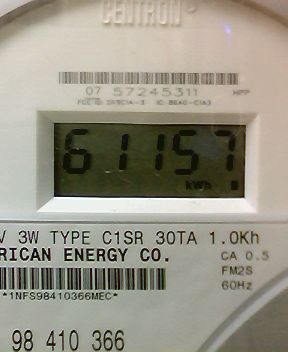 CENTRON
07 57245311 HPP
61157
kWh
V 3W TYPE C1SR 30TA 1.0Kh
RICAN ENERGY CO. CA 0.5
FM2S
60Hz
*1NFS98410366MEC*
98 410 366